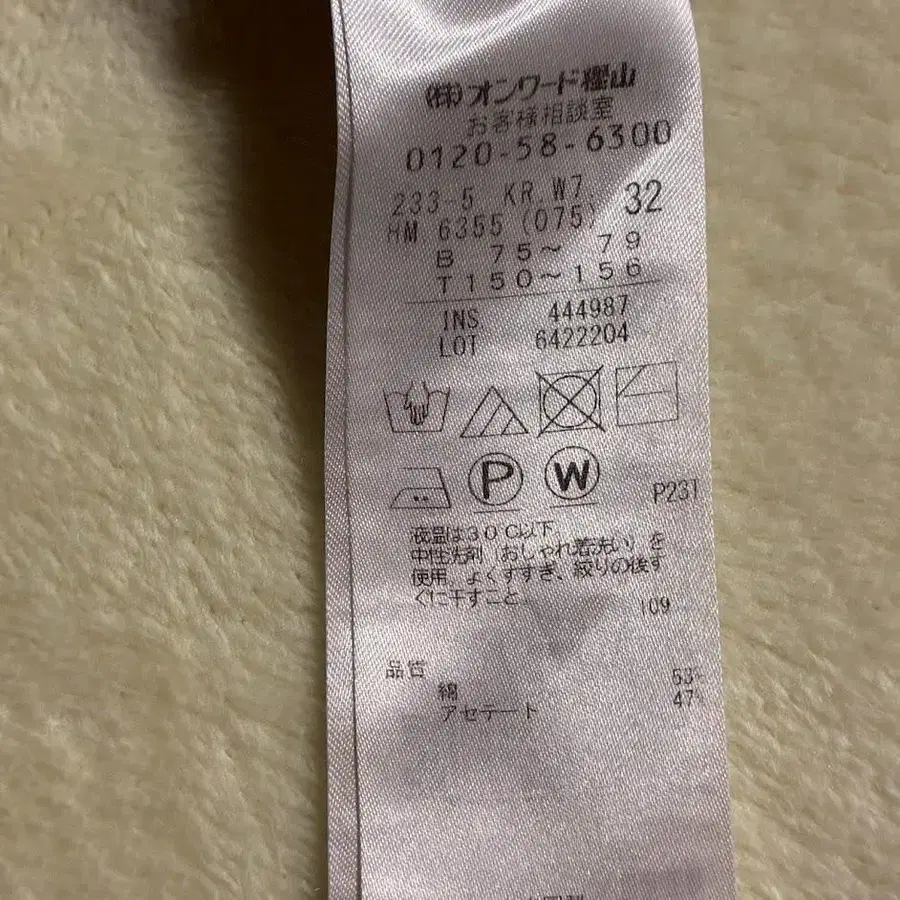 (株)オンワード樫山
お客様相談室
0120-58-6300
233-5 KR.W7 32
HM 6355 (075)
B 75〜 79
T150〜156
INS 444987
LOT 6422204
P W
P231
液温は30℃以下
中性洗剤(おしゃれ着洗い)を
使用、よくすすぎ、絞りの後す
ぐに干すこと
109
品質
綿 53%
アセテート 47%